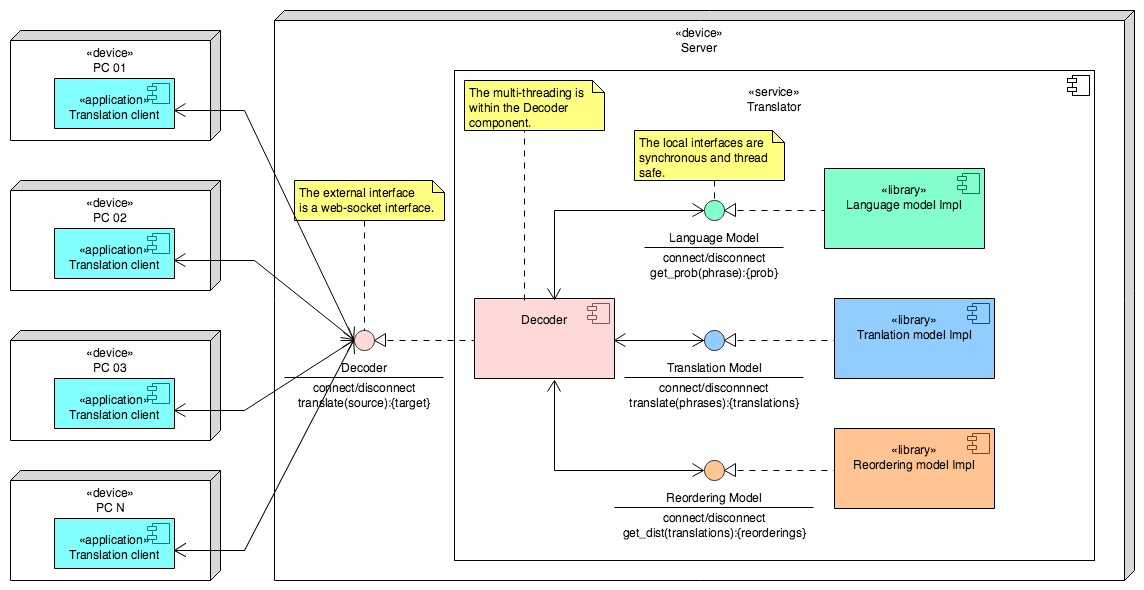 «device»
PC 01
«application»
Translation client
«device»
PC 02
«application»
Translation client
«device»
PC 03
«application»
Translation client
«device»
PC N
«application»
Translation client
«device»
Server
The external interface
is a web-socket interface.
Decoder
connect/disconnect
translate(source):{target}
«service»
Translator
The multi-threading is
within the Decoder
component.
The local interfaces are
synchronous and thread
safe.
«library»
Language model Impl
Language Model
connect/disconnect
get_prob(phrase):{prob}
Decoder
«library»
Tranlation model Impl
Translation Model
connect/disconnnect
translate(phrases):{translations}
«library»
Reordering model Impl
Reordering Model
connect/disconnect
get_dist(translations):{reorderings}